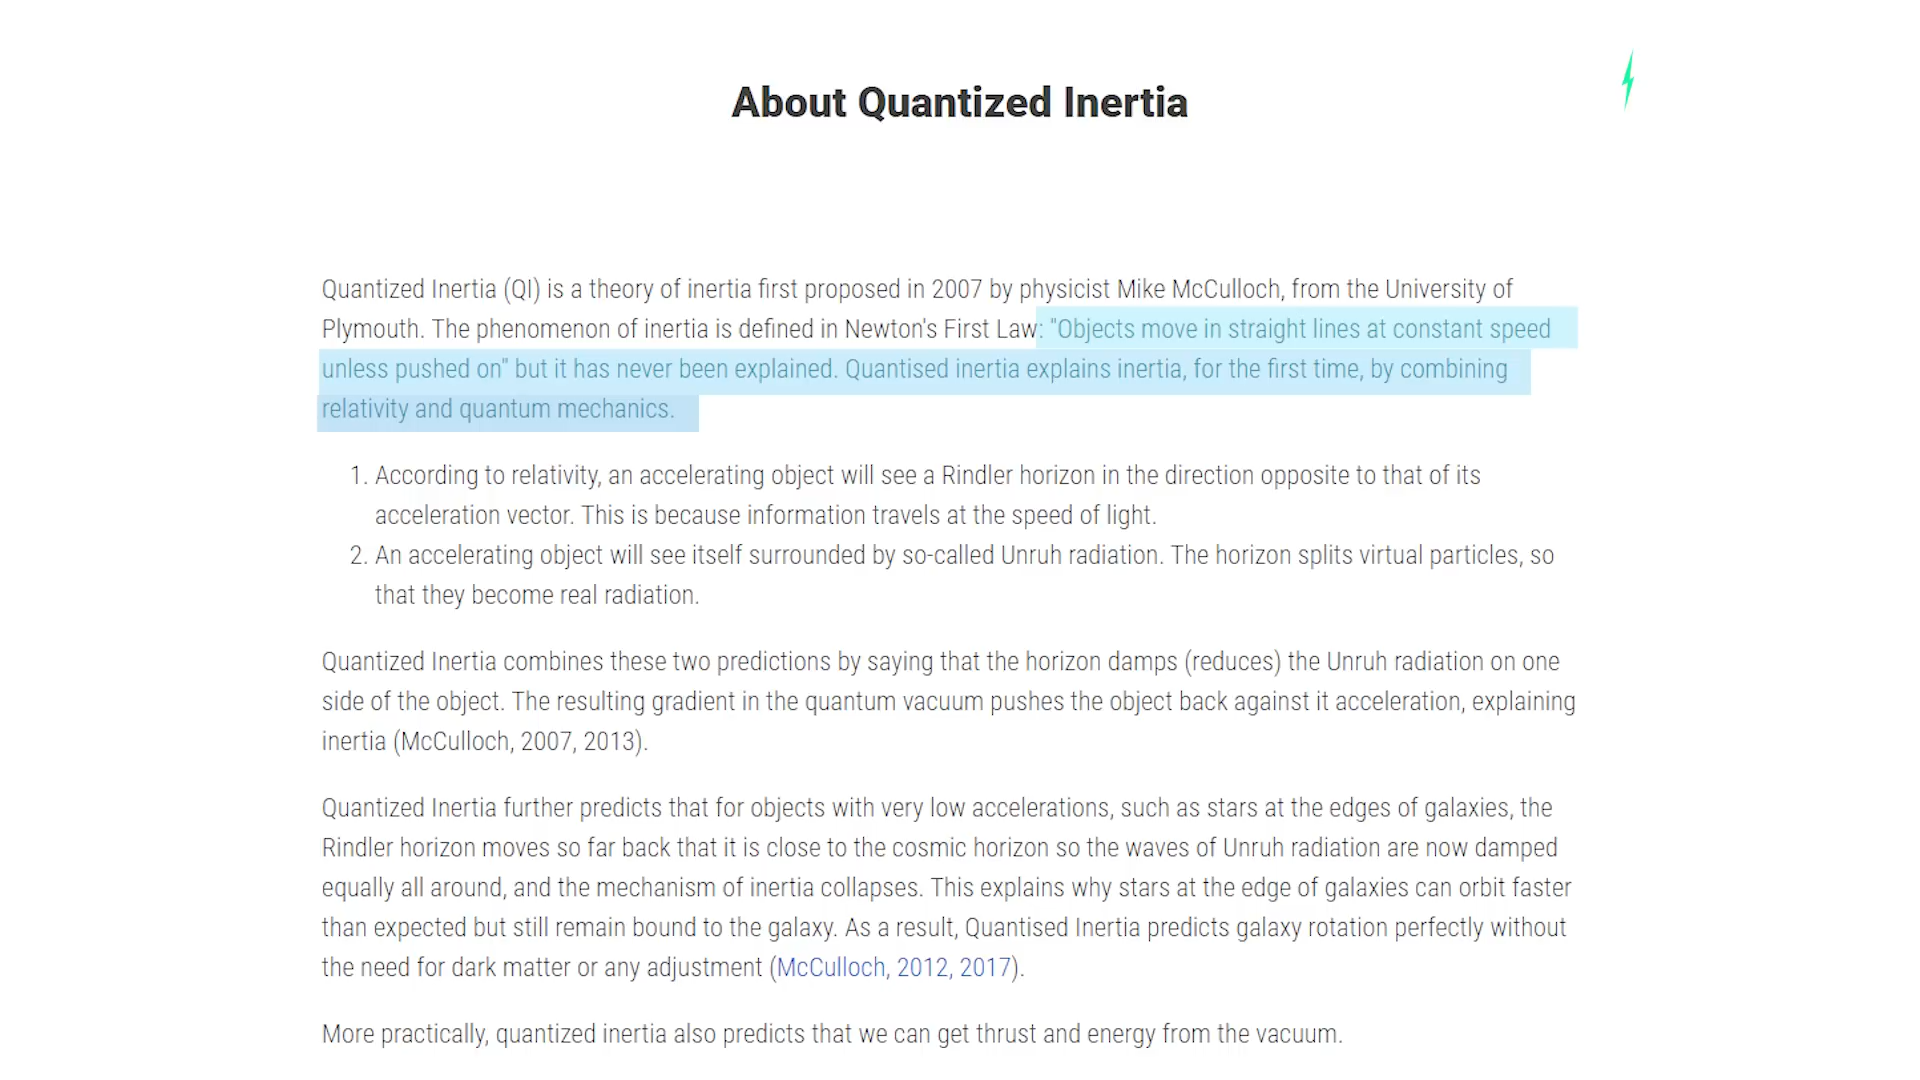 About Quantized Inertia
Quantized Inertia (QI) is a theory of inertia first proposed in 2007 by physicist Mike McCulloch, from the University of
Plymouth. The phenomenon of inertia is defined in Newton's First Law: "Objects move in straight lines at constant speed
unless pushed on" but it has never been explained. Quantised inertia explains inertia, for the first time, by combining
relativity and quantum mechanics.
1. According to relativity, an accelerating object will see a Rindler horizon in the direction opposite to that of its
acceleration vector. This is because information travels at the speed of light.
2. An accelerating object will see itself surrounded by so-called Unruh radiation. The horizon splits virtual particles, so
that they become real radiation.
Quantized Inertia combines these two predictions by saying that the horizon damps (reduces) the Unruh radiation on one
side of the object. The resulting gradient in the quantum vacuum pushes the object back against it acceleration, explaining
inertia (McCulloch, 2007, 2013).
Quantized Inertia further predicts that for objects with very low accelerations, such as stars at the edges of galaxies, the
Rindler horizon moves so far back that it is close to the cosmic horizon so the waves of Unruh radiation are now damped
equally all around, and the mechanism of inertia collapses. This explains why stars at the edge of galaxies can orbit faster
than expected but still remain bound to the galaxy. As a result, Quantised Inertia predicts galaxy rotation perfectly without
the need for dark matter or any adjustment (McCulloch, 2012, 2017).
More practically, quantized inertia also predicts that we can get thrust and energy from the vacuum.